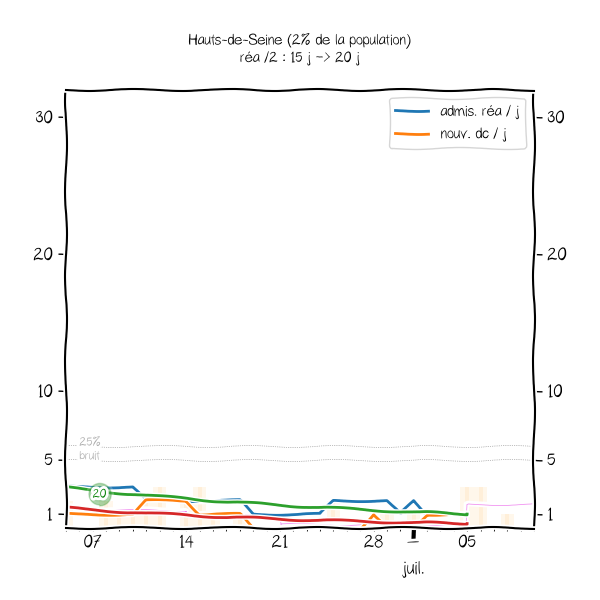 Hauts-de-Seine (2% de la population)
réa /2 : 15 j -> 20 j
admis. réa / j
nouv. dc / j
30
30
20
20
10
10
25%
bruit
5
5
20
1
1
07
14
21
28
05
juil.